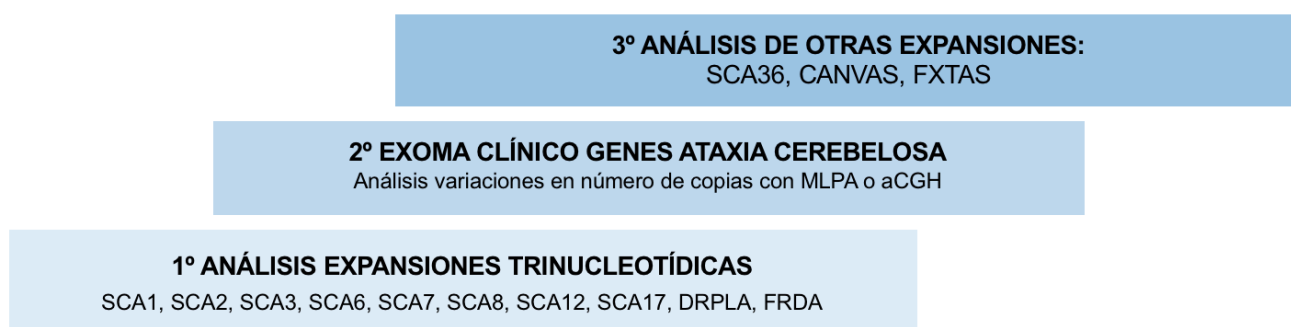 3º ANÁLISIS DE OTRAS EXPANSIONES:
SCA36, CANVAS, FXTAS
2º EXOMA CLÍNICO GENES ATAXIA CEREBELOSA
Análisis variaciones en número de copias con MLPA o aCGH
1º ANÁLISIS EXPANSIONES TRINUCLEOTÍDICAS
SCA1, SCA2, SCA3, SCA6, SCA7, SCA8, SCA12, SCA17, DRPLA, FRDA